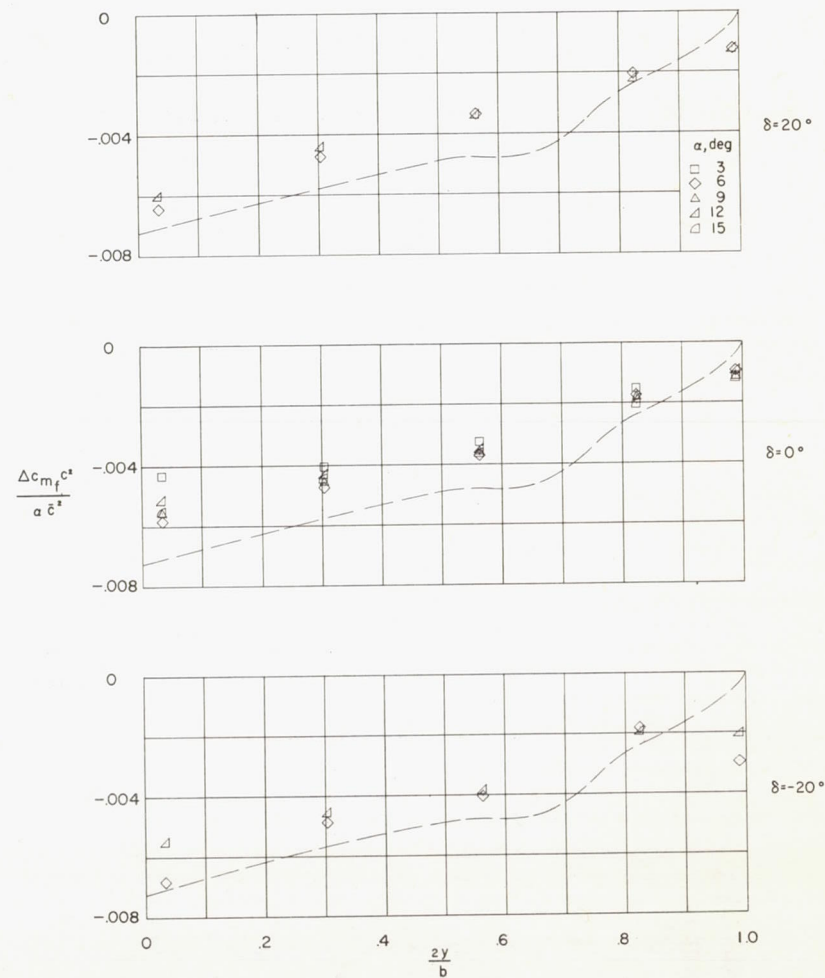 0
-.004
-.008
δ=20°
α, deg
□ 3
◇ 6
△ 9
◿ 12
⌓ 15
0
-.004
-.008
δ=0°
Δc_{m_f}c²
α c̄²
0
-.004
-.008
δ=-20°
0 .2 .4 .6 .8 1.0
2y
b